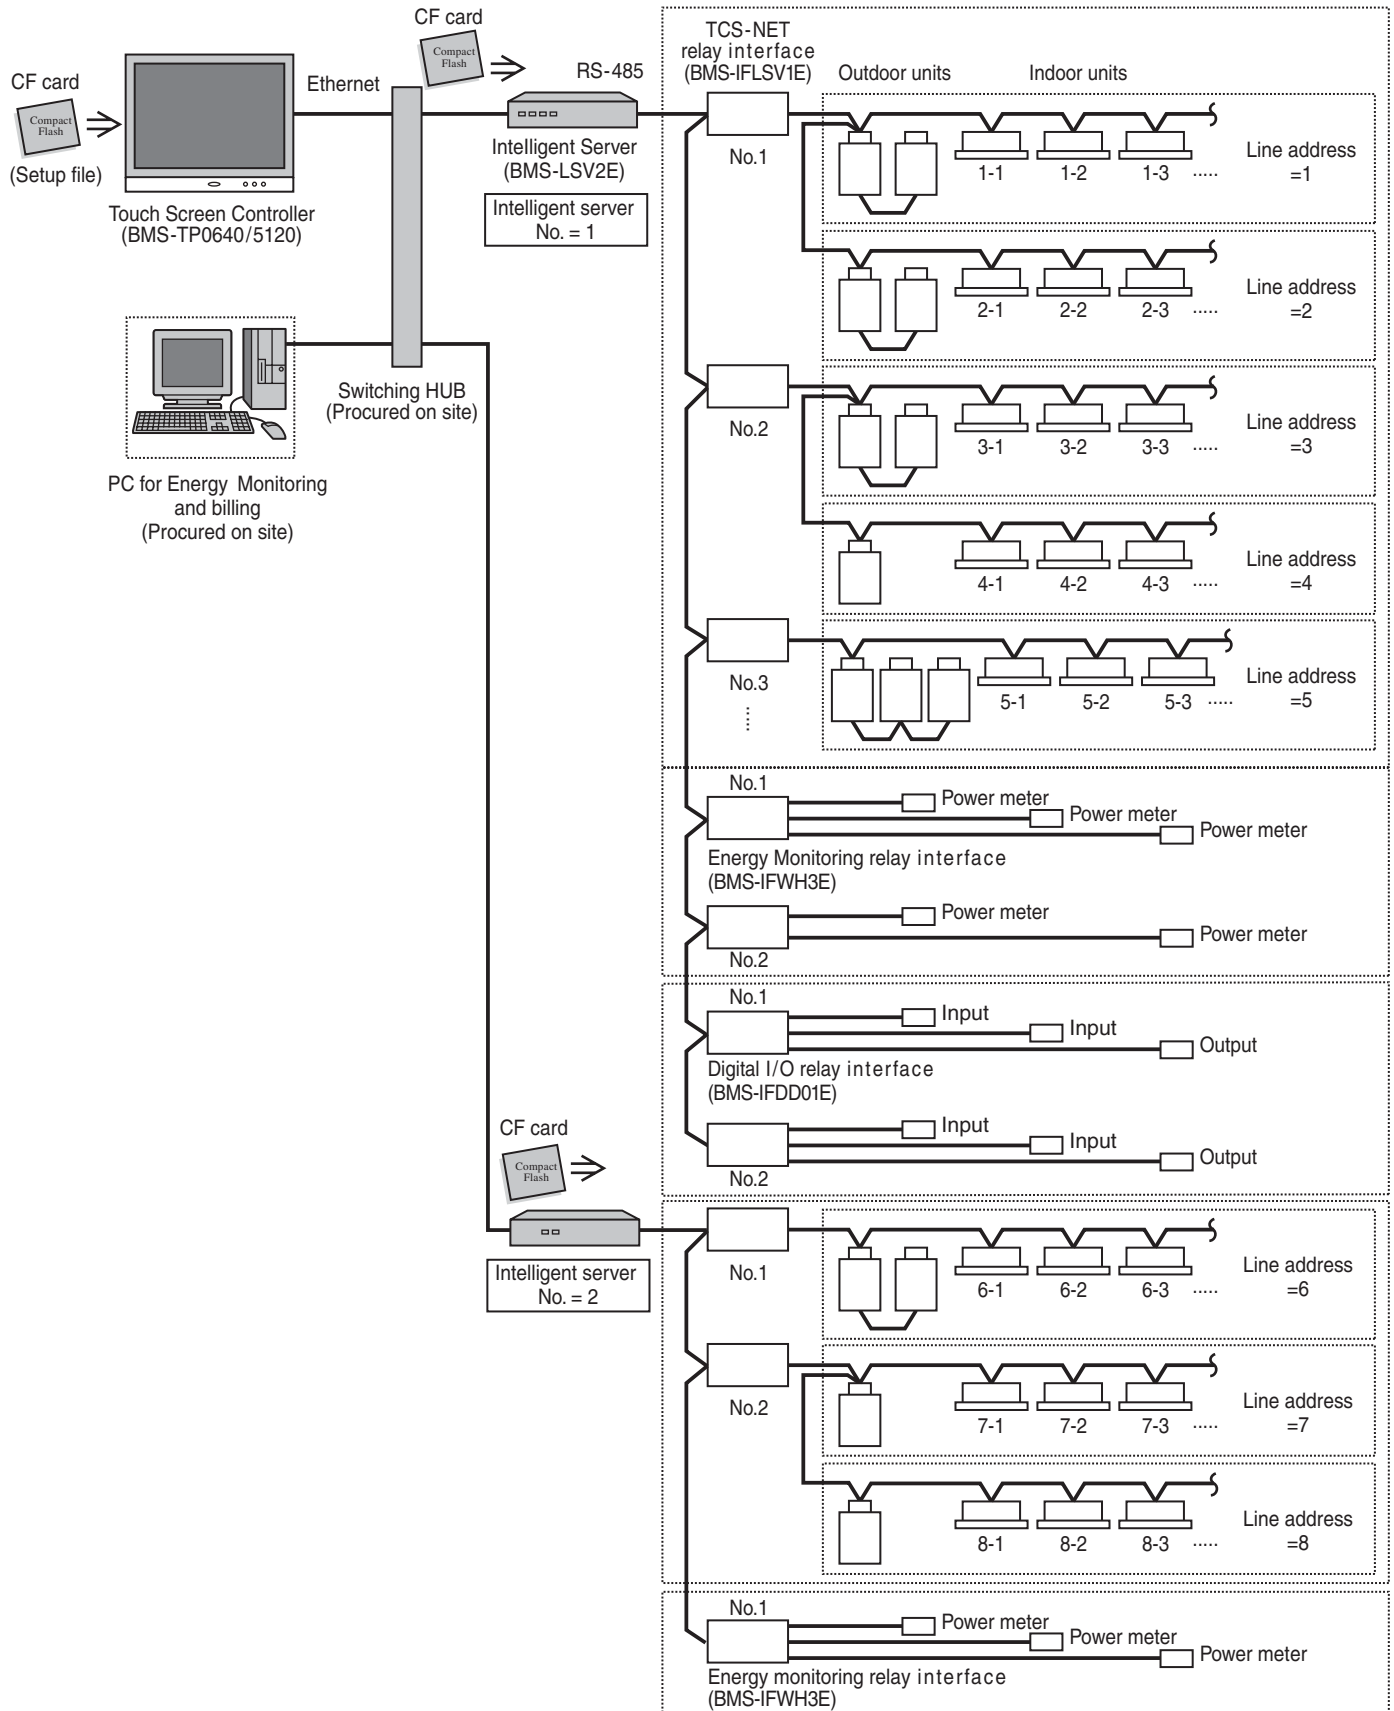 CF card
Compact
Flash
(Setup file)
Touch Screen Controller
(BMS-TP0640/5120)
Ethernet
CF card
Compact
Flash
RS-485
Intelligent Server
(BMS-LSV2E)
Intelligent server
No. = 1
Switching HUB
(Procured on site)
PC for Energy Monitoring
and billing
(Procured on site)
TCS-NET
relay interface
(BMS-IFLSV1E)
Outdoor units
Indoor units
No.1
1-1
1-2
1-3
.....
Line address
=1
2-1
2-2
2-3
.....
Line address
=2
No.2
3-1
3-2
3-3
.....
Line address
=3
4-1
4-2
4-3
.....
Line address
=4
No.3
.....
5-1
5-2
5-3
.....
Line address
=5
No.1
Power meter
Power meter
Power meter
Energy Monitoring relay interface
(BMS-IFWH3E)
Power meter
Power meter
No.2
No.1
Input
Input
Output
Digital I/O relay interface
(BMS-IFDD01E)
Input
Input
Output
No.2
CF card
Compact
Flash
Intelligent server
No. = 2
No.1
6-1
6-2
6-3
.....
Line address
=6
No.2
7-1
7-2
7-3
.....
Line address
=7
8-1
8-2
8-3
.....
Line address
=8
No.1
Power meter
Power meter
Power meter
Energy monitoring relay interface
(BMS-IFWH3E)